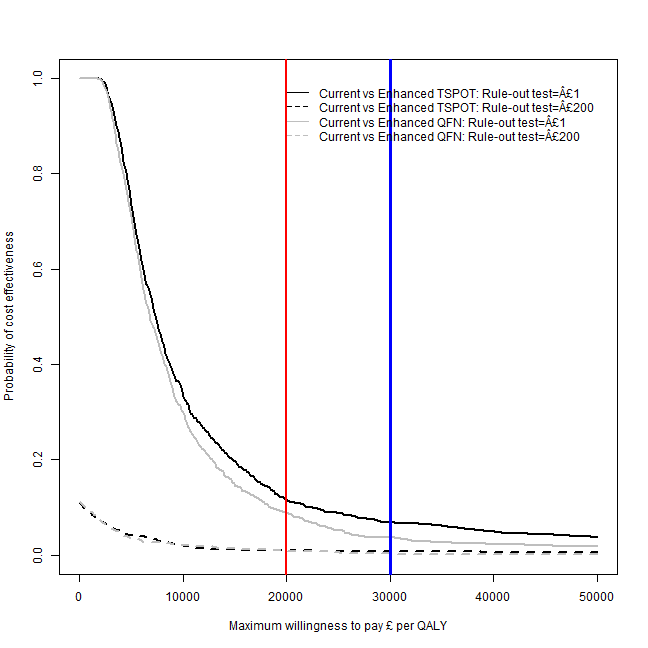 Current vs Enhanced TSPOT: Rule-out test=Â£1
Current vs Enhanced TSPOT: Rule-out test=Â£200
Current vs Enhanced QFN: Rule-out test=Â£1
Current vs Enhanced QFN: Rule-out test=Â£200
Probability of cost effectiveness
1.0
0.8
0.6
0.4
0.2
0.0
0 10000 20000 30000 40000 50000
Maximum willingness to pay £ per QALY